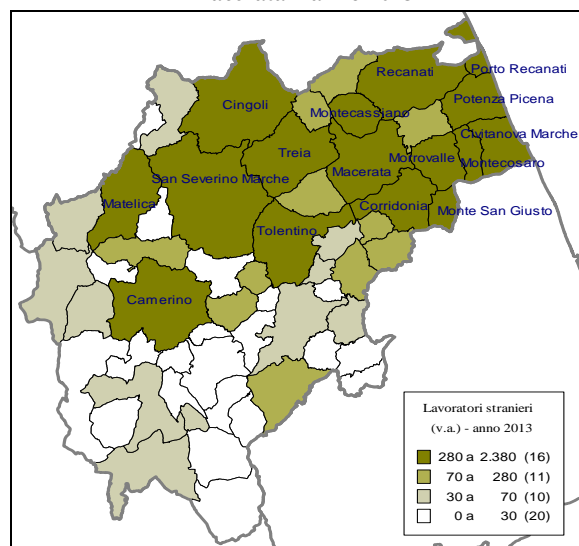 Recanati
Porto Recanati
Cingoli
Montecassiano
Potenza Picena
Civitanova Marche
Treia
Morrovalle
Montecosaro
San Severino Marche
Macerata
Matelica
Corridonia
Monte San Giusto
Tolentino
Camerino
Lavoratori stranieri
(v.a.) - anno 2013
280 a 2.380 (16)
70 a 280 (11)
30 a 70 (10)
0 a 30 (20)